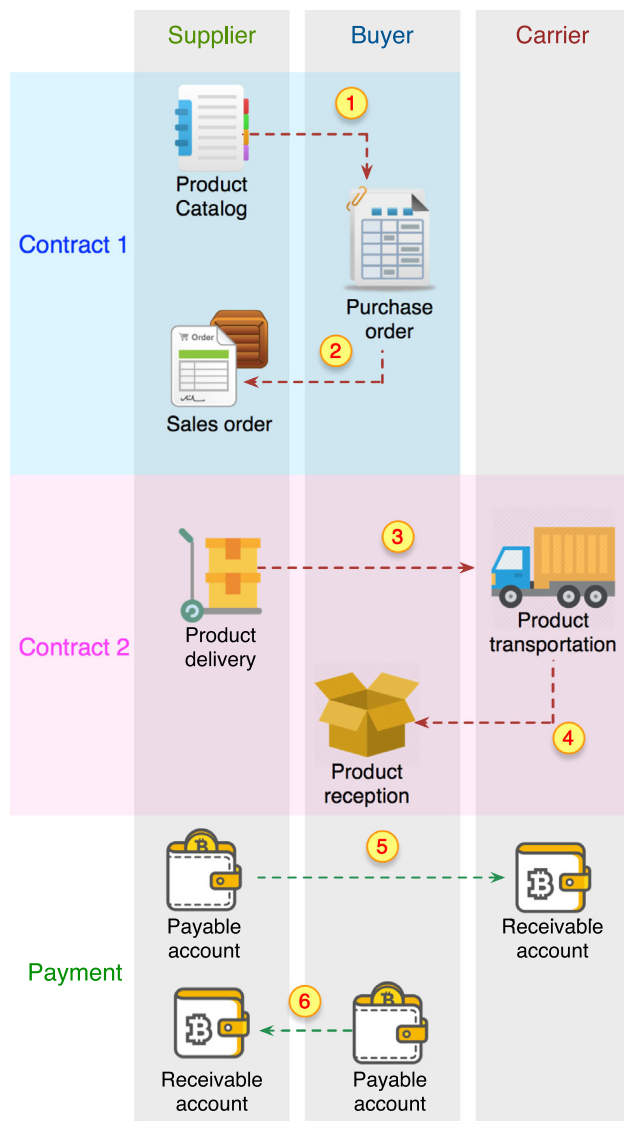 Supplier
Buyer
Carrier
1
Product
Catalog
Contract 1
Purchase
order
2
Order
Sales order
3
Product
delivery
Product
transportation
Contract 2
4
Product
reception
5
Payable
account
Receivable
account
Payment
6
Receivable
account
Payable
account